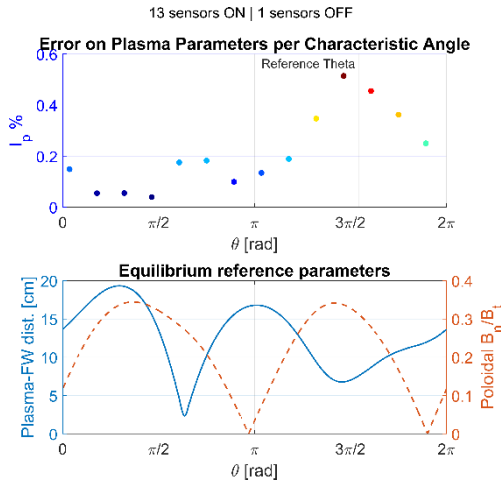 13 sensors ON | 1 sensors OFF
Error on Plasma Parameters per Characteristic Angle
Reference Theta
0.6
0.4
0.2
0
I_p %
0 π/2 π 3π/2 2π
θ [rad]
Equilibrium reference parameters
20
15
10
5
0
Plasma-FW dist. [cm]
0.4
0.3
0.2
0.1
0
Poloidal B_n/B_t
0 π/2 π 3π/2 2π
θ [rad]